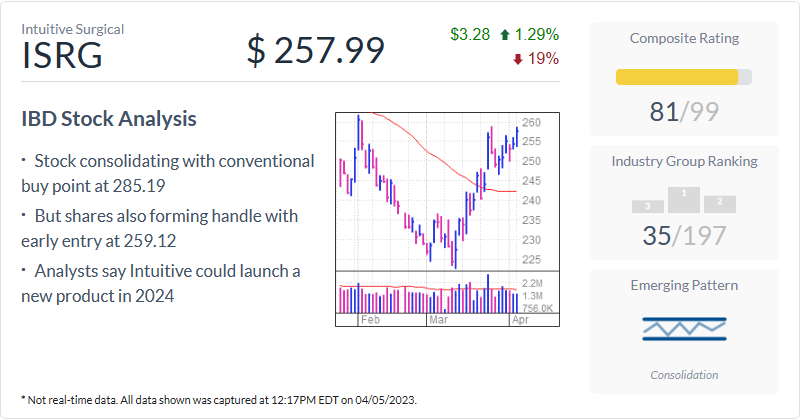 Intuitive Surgical
ISRG
$ 257.99
$3.28 1.29%
19%
IBD Stock Analysis
· Stock consolidating with conventional
buy point at 285.19
· But shares also forming handle with
early entry at 259.12
· Analysts say Intuitive could launch a
new product in 2024
260
255
250
245
240
235
230
225
2.2M
1.3M
756.0K
Feb Mar Apr
Composite Rating
81/99
Industry Group Ranking
3 1 2
35/197
Emerging Pattern
Consolidation
* Not real-time data. All data shown was captured at 12:17PM EDT on 04/05/2023.